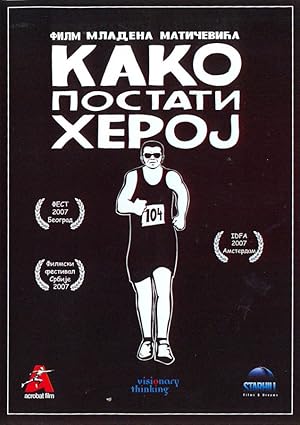 ФИЛМ МЛАДЕНА МАТИЧЕВИЋА
КАКО
ПОСТАТИ
ХЕРОЈ
104
ФЕСТ
2007
Београд
IDFA
2007
Амстердам
Филмски
фестивал
Србије
2007
A
acrobat film
visionary
thinking
STARHILL
Films & Dreams